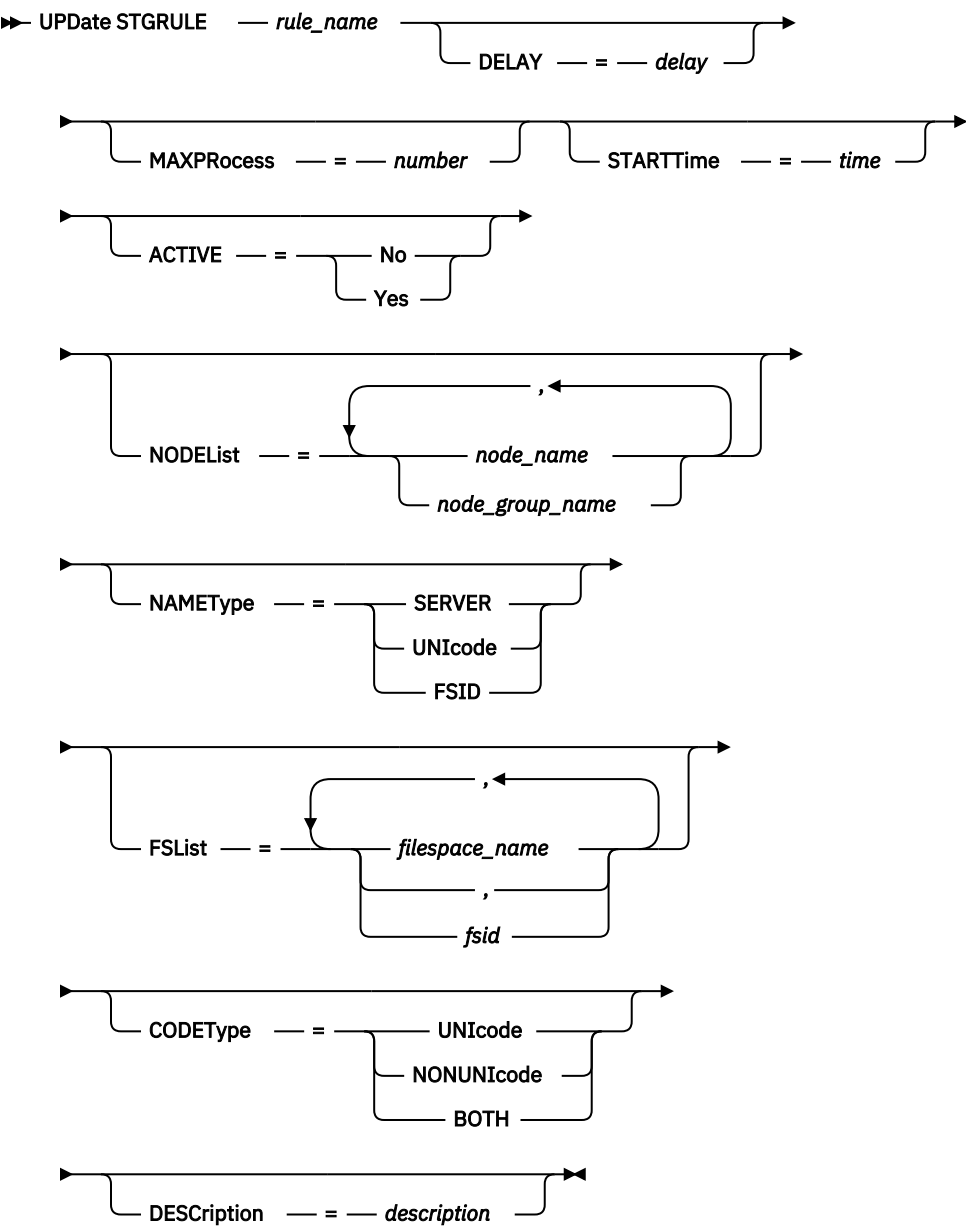 UPDate STGRULE rule_name
DELAY = delay
MAXPRocess = number STARTTime = time
ACTIVE = No
Yes
,
NODEList = node_name
node_group_name
NAMEType = SERVER
UNIcode
FSID
,
FSList = filespace_name
,
fsid
CODEType = UNIcode
NONUNIcode
BOTH
DESCription = description